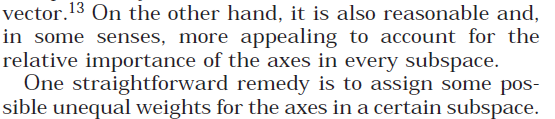 vector.13 On the other hand, it is also reasonable and,
in some senses, more appealing to account for the
relative importance of the axes in every subspace.
One straightforward remedy is to assign some pos-
sible unequal weights for the axes in a certain subspace.